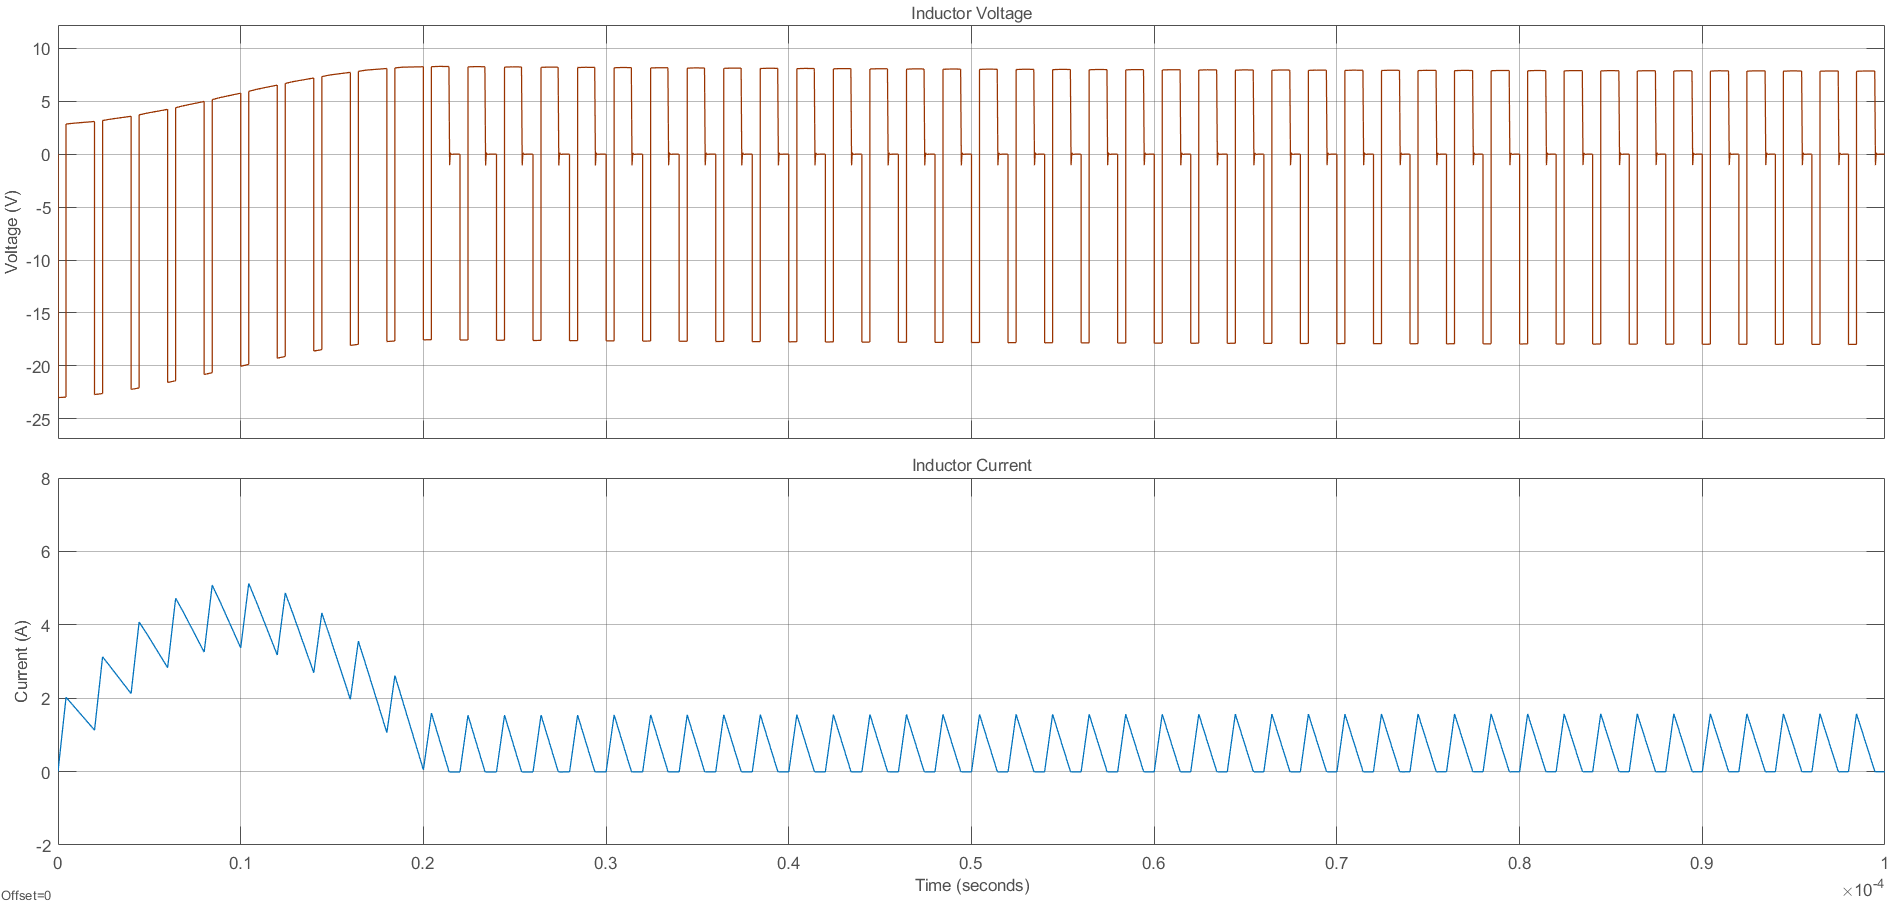 Inductor Voltage
10
5
0
-5
-10
-15
-20
-25
Voltage (V)
Inductor Current
8
6
4
2
0
-2
Current (A)
0 0.1 0.2 0.3 0.4 0.5 0.6 0.7 0.8 0.9 1
Time (seconds)
×10-4
Offset=0